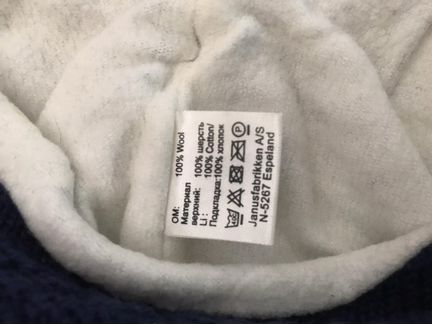 OM: 100% Wool
Материал
верхний: 100% шерсть
Li : 100% Cotton/
Подкладка:100% хлопок
P
Janusfabrikken A/S
N-5267 Espeland